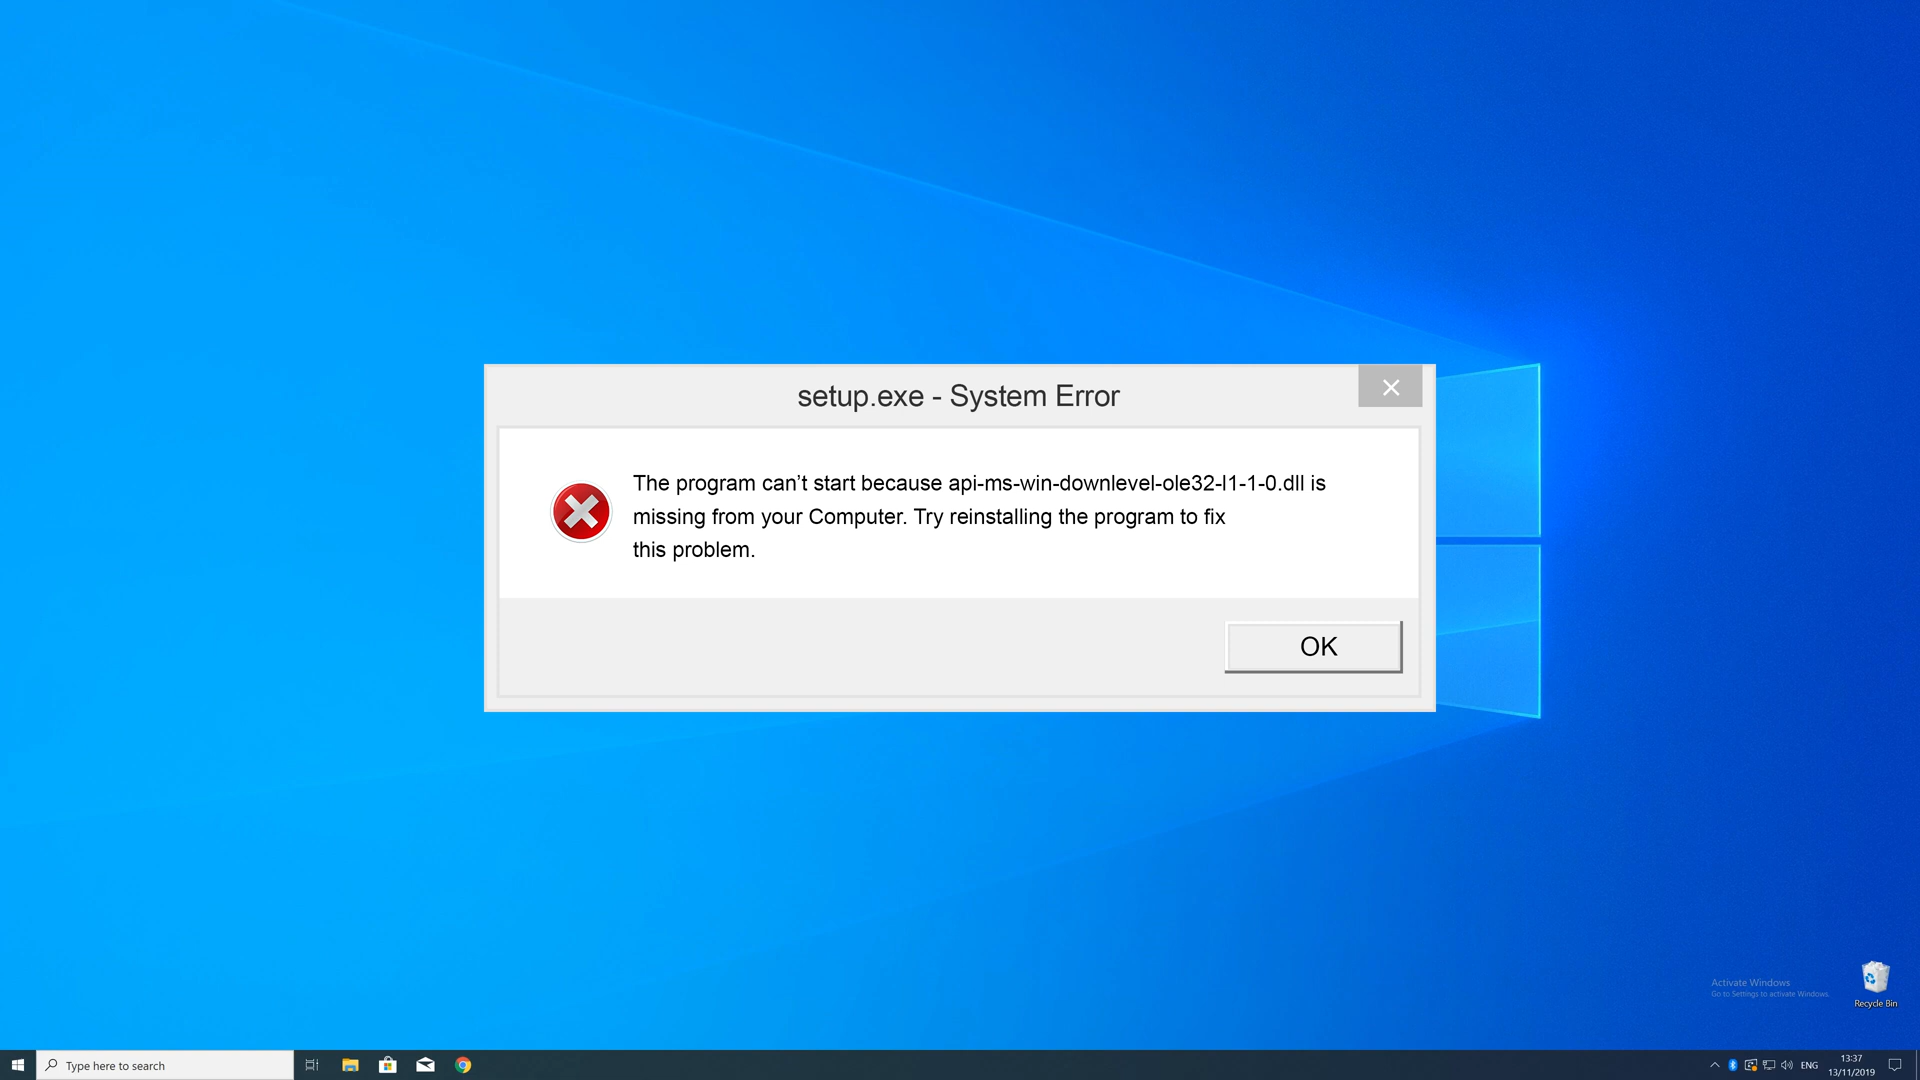 setup.exe - System Error
The program can’t start because api-ms-win-downlevel-ole32-l1-1-0.dll is
missing from your Computer. Try reinstalling the program to fix
this problem.
OK
Activate Windows
Go to Settings to activate Windows.
Recycle Bin
Type here to search
ENG
13:37
13/11/2019